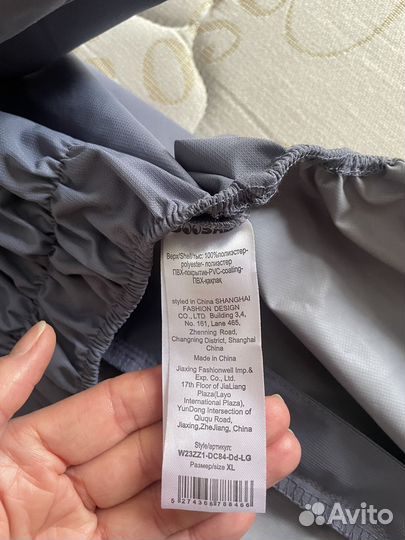 Верх/Shell/тыс: 100%полиэстер-
polyester- полиэстер
ПВХ-покрытие-PVC-coating-
ПВХ-қаққақ
styled in China SHANGHAI
FASHION DESIGN CO.,
LTD. Building 3,4,
No. 161, Lane 465,
Zhenning Road,
Changning District, Shanghai
Made in China
Jiaxing Fashionwell Imp.&
Exp. Co., Ltd.
17th Floor of JiaLiang
Plaza(Layo
International Plaza),
YunDong Intersection of
Qiuqu Road,
Jiaxing,ZheJiang, China
Style/артикул:
W23ZZ1-DC84-Dd-LG
Размер/size: XL
5827436878846
Avito